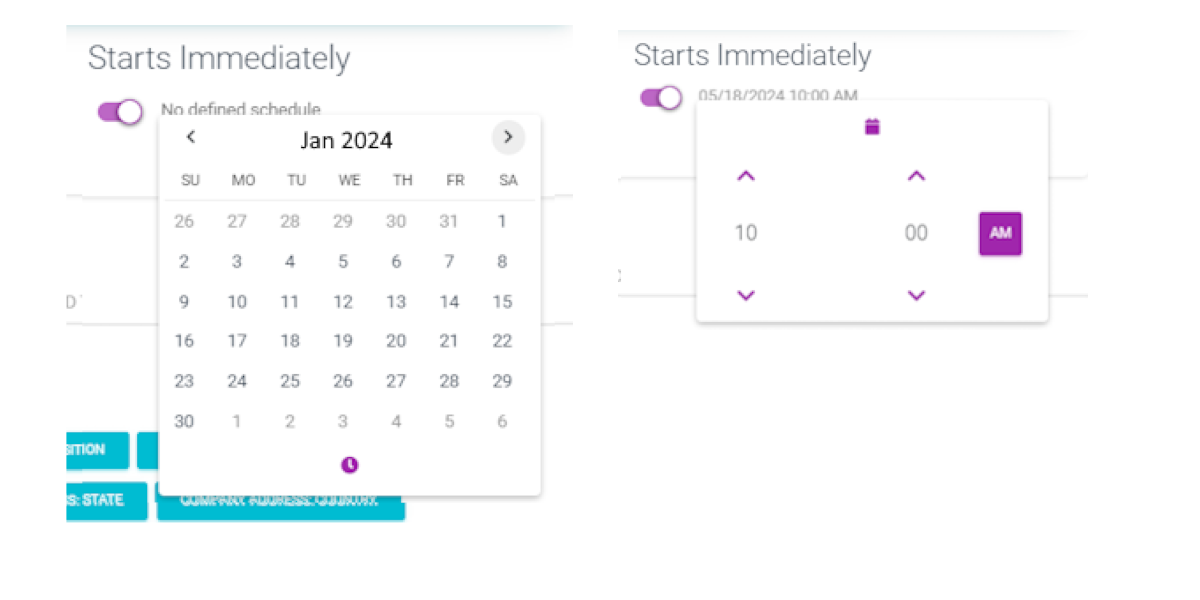 Starts Immediately
No defined schedule
Jan 2024
SU MO TU WE TH FR SA
26 27 28 29 30 31 1
2 3 4 5 6 7 8
9 10 11 12 13 14 15
16 17 18 19 20 21 22
23 24 25 26 27 28 29
30 1 2 3 4 5 6
D
SITION
S: STATE
COMPANY ADDRESS: COUNTRY
Starts Immediately
05/18/2024 10:00 AM
10 00 AM